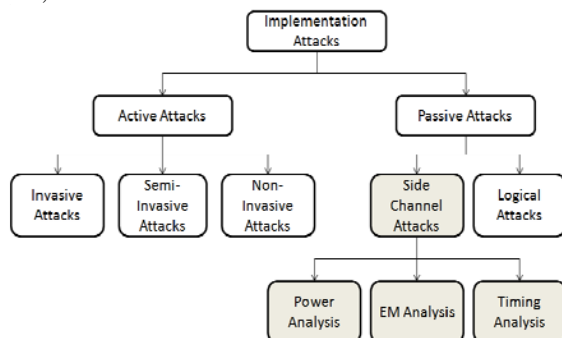 Implementation
Attacks
Active Attacks
Passive Attacks
Invasive
Attacks
Semi-
Invasive
Attacks
Non-
Invasive
Attacks
Side
Channel
Attacks
Logical
Attacks
Power
Analysis
EM Analysis
Timing
Analysis